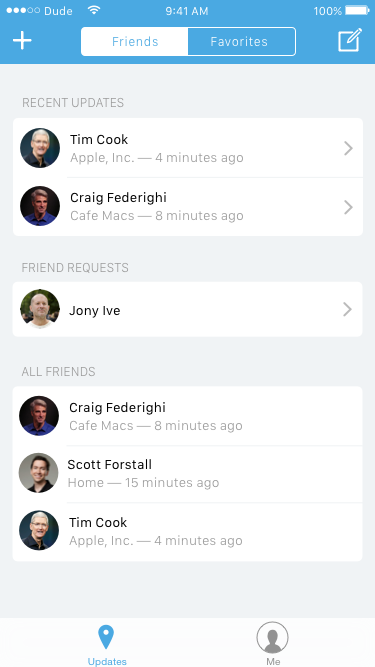 Dude 9:41 AM 100%
Friends Favorites
RECENT UPDATES
Tim Cook
Apple, Inc. — 4 minutes ago
Craig Federighi
Cafe Macs — 8 minutes ago
FRIEND REQUESTS
Jony Ive
ALL FRIENDS
Craig Federighi
Cafe Macs — 8 minutes ago
Scott Forstall
Home — 15 minutes ago
Tim Cook
Apple, Inc. — 4 minutes ago
Updates Me